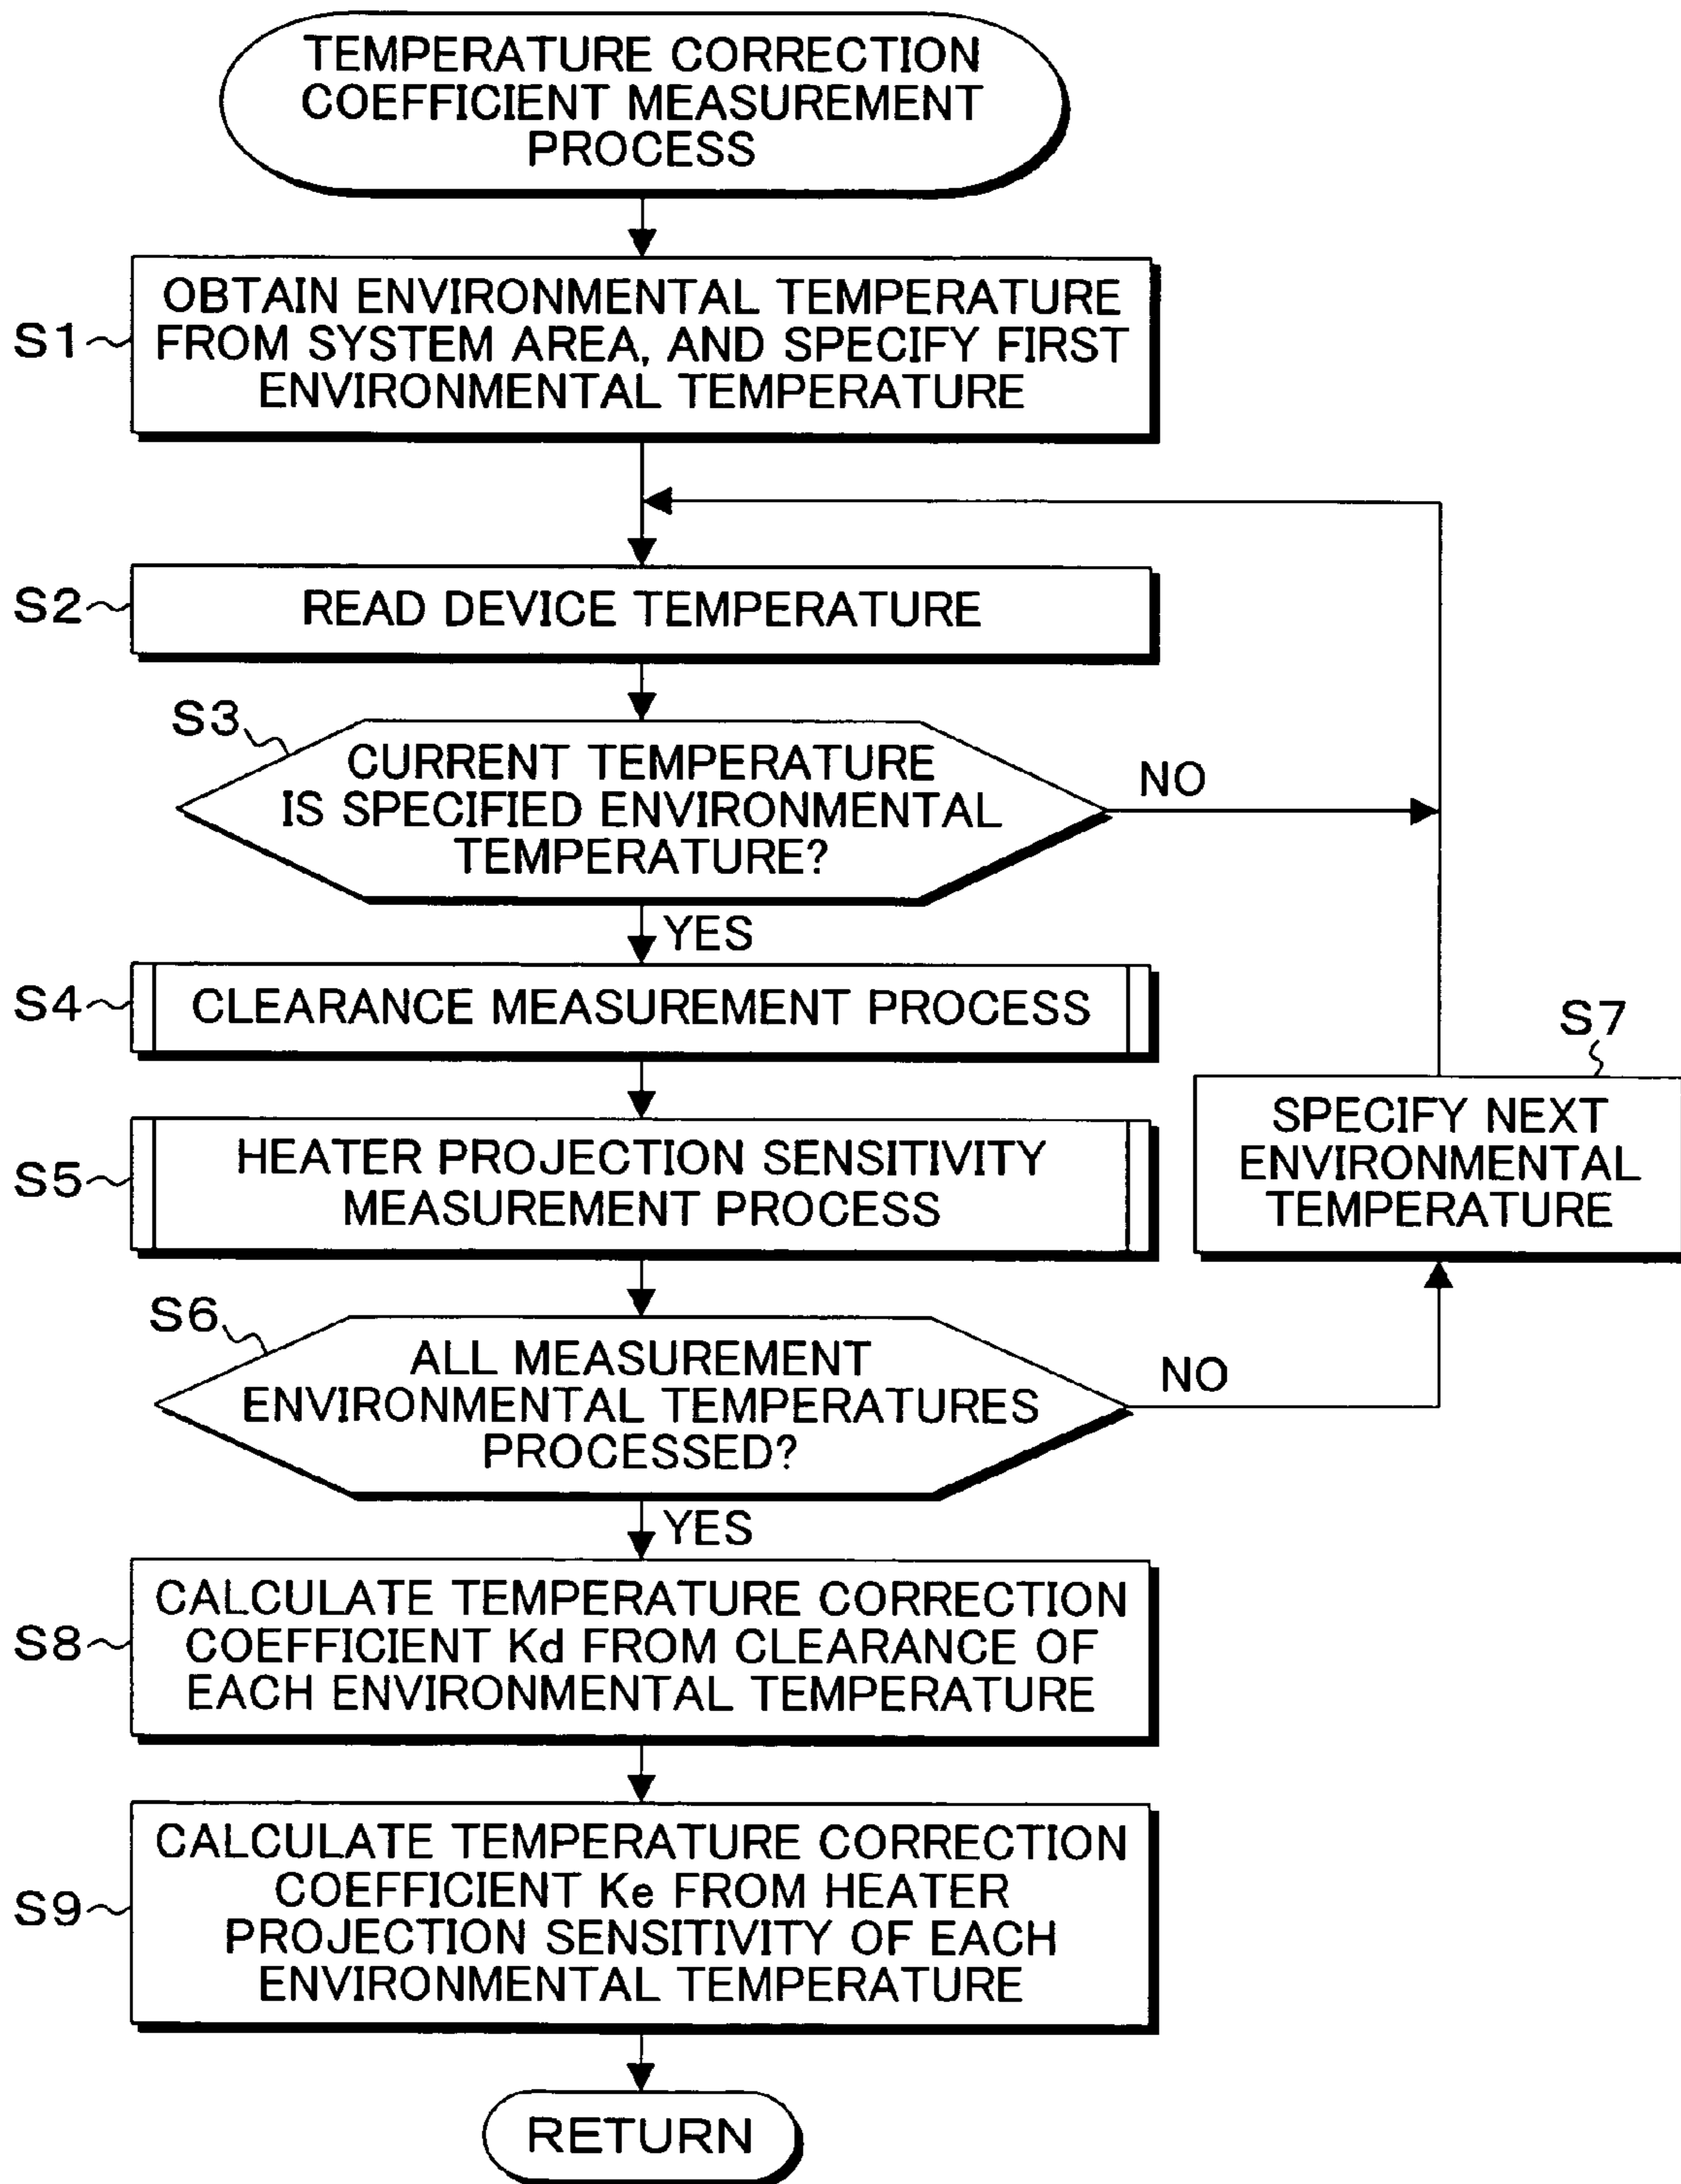 TEMPERATURE CORRECTION
COEFFICIENT MEASUREMENT
PROCESS
S1
OBTAIN ENVIRONMENTAL TEMPERATURE
FROM SYSTEM AREA, AND SPECIFY FIRST
ENVIRONMENTAL TEMPERATURE
S2
READ DEVICE TEMPERATURE
S3
CURRENT TEMPERATURE
IS SPECIFIED ENVIRONMENTAL
TEMPERATURE?
NO
YES
S4
CLEARANCE MEASUREMENT PROCESS
S5
HEATER PROJECTION SENSITIVITY
MEASUREMENT PROCESS
S7
SPECIFY NEXT
ENVIRONMENTAL
TEMPERATURE
S6
ALL MEASUREMENT
ENVIRONMENTAL TEMPERATURES
PROCESSED?
NO
YES
S8
CALCULATE TEMPERATURE CORRECTION
COEFFICIENT Kd FROM CLEARANCE OF
EACH ENVIRONMENTAL TEMPERATURE
S9
CALCULATE TEMPERATURE CORRECTION
COEFFICIENT Ke FROM HEATER
PROJECTION SENSITIVITY OF EACH
ENVIRONMENTAL TEMPERATURE
RETURN